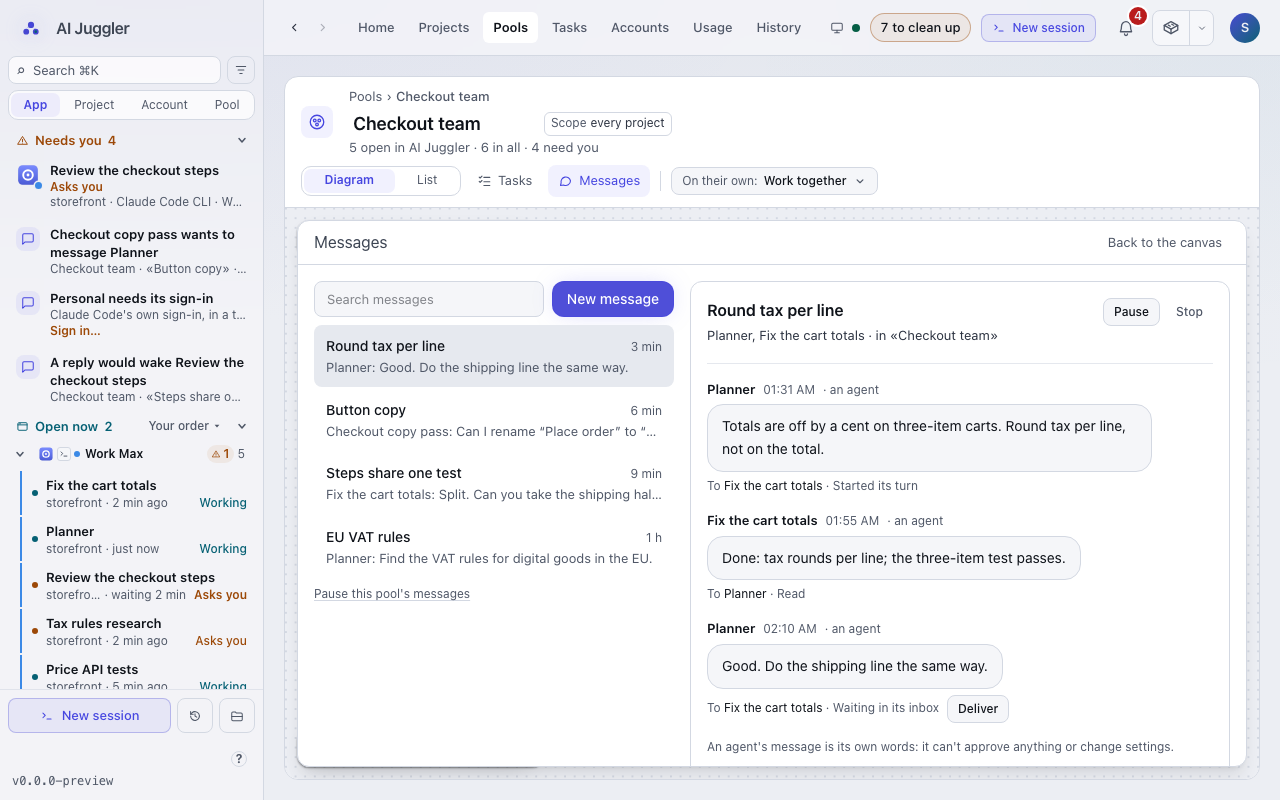 AI Juggler
Search ⌘K
App Project Account Pool
Needs you 4
Review the checkout steps
Asks you
storefront · Claude Code CLI · W…
Checkout copy pass wants to
message Planner
Checkout team · «Button copy» ·…
Personal needs its sign-in
Claude Code's own sign-in, in a t…
Sign in…
A reply would wake Review the
checkout steps
Checkout team · «Steps share o…
Open now 2 Your order
Work Max 1 5
Fix the cart totals
storefront · 2 min ago Working
Planner
storefront · just now Working
Review the checkout steps
storefro… · waiting 2 min Asks you
Tax rules research
storefront · 2 min ago Asks you
Price API tests
storefront · 5 min ago Working
New session
?
v0.0.0-preview
Home Projects Pools Tasks Accounts Usage History 7 to clean up New session 4 S
Pools › Checkout team
Checkout team Scope every project
5 open in AI Juggler · 6 in all · 4 need you
Diagram List Tasks Messages On their own: Work together
Messages Back to the canvas
Search messages New message
Round tax per line 3 min
Planner: Good. Do the shipping line the same way.
Button copy 6 min
Checkout copy pass: Can I rename “Place order” to “…
Steps share one test 9 min
Fix the cart totals: Split. Can you take the shipping hal…
EU VAT rules 1 h
Planner: Find the VAT rules for digital goods in the EU.
Pause this pool's messages
Round tax per line Pause Stop
Planner, Fix the cart totals · in «Checkout team»
Planner 01:31 AM · an agent
Totals are off by a cent on three-item carts. Round tax per line,
not on the total.
To Fix the cart totals · Started its turn
Fix the cart totals 01:55 AM · an agent
Done: tax rounds per line; the three-item test passes.
To Planner · Read
Planner 02:10 AM · an agent
Good. Do the shipping line the same way.
To Fix the cart totals · Waiting in its inbox Deliver
An agent's message is its own words: it can't approve anything or change settings.